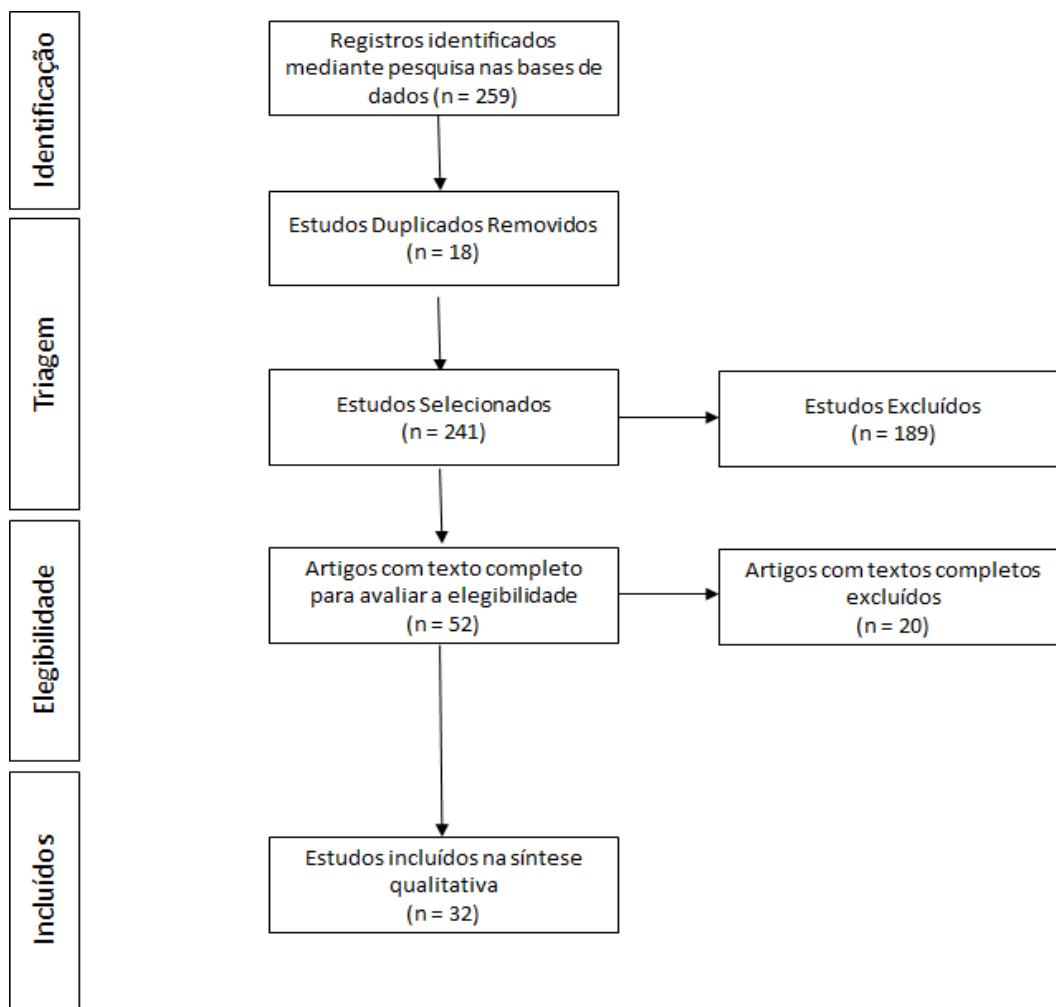 Identificação
Registros identificados
mediante pesquisa nas bases de
dados (n = 259)
Triagem
Estudos Duplicados Removidos
(n = 18)
Estudos Selecionados
(n = 241)
Estudos Excluídos
(n = 189)
Elegibilidade
Artigos com texto completo
para avaliar a elegibilidade
(n = 52)
Artigos com textos completos
excluídos
(n = 20)
Incluídos
Estudos incluídos na síntese
qualitativa
(n = 32)